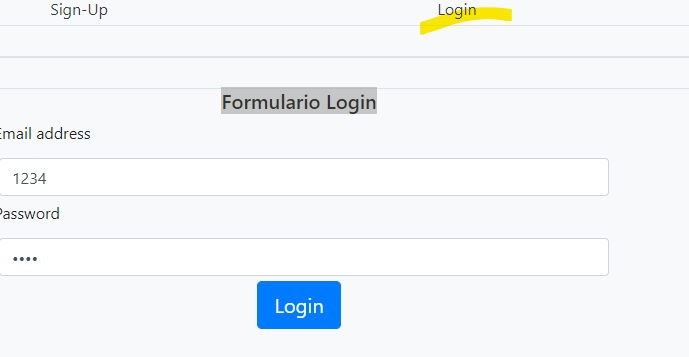 Sign-Up Login
Formulario Login
Email address
1234
Password
••••
Login